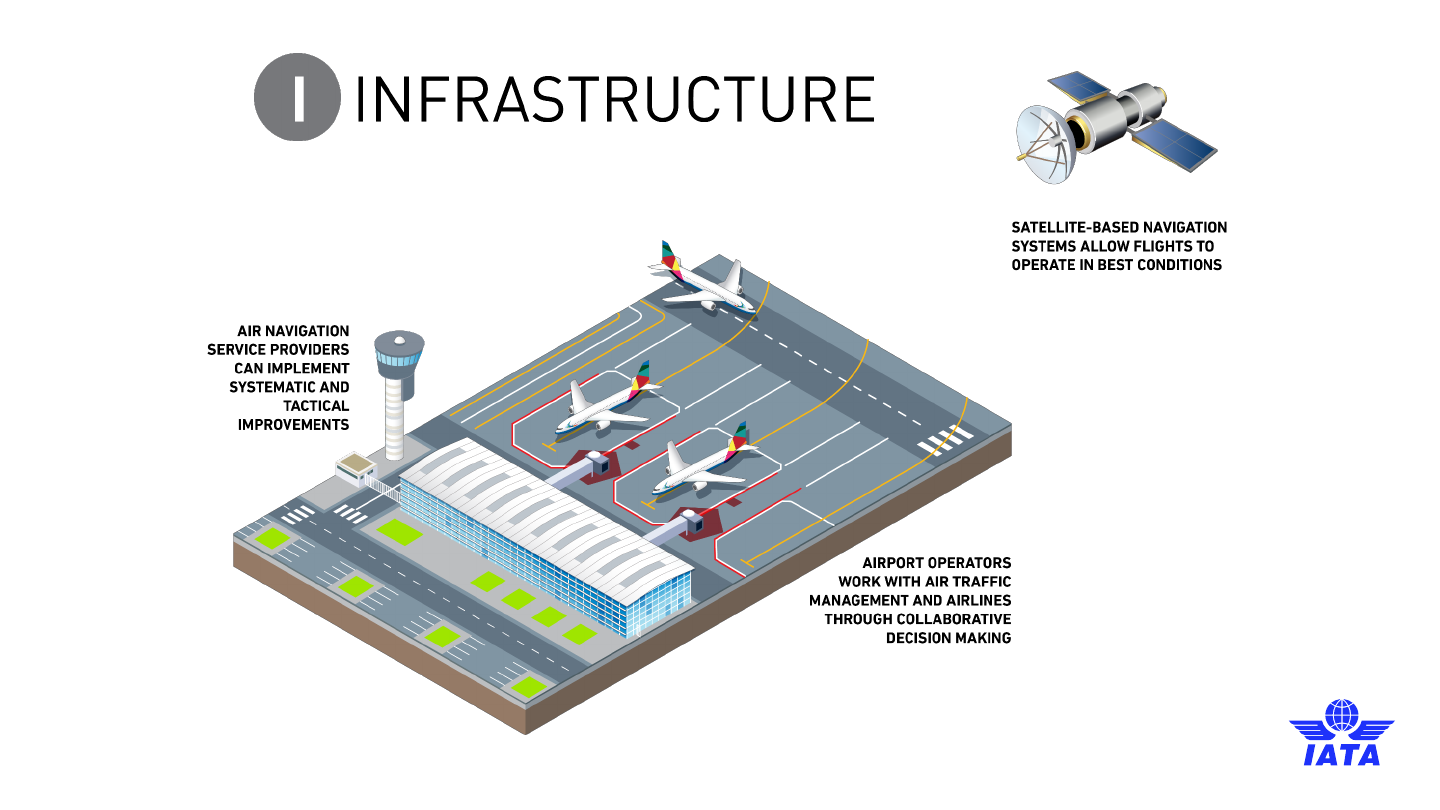 I INFRASTRUCTURE
SATELLITE-BASED NAVIGATION
SYSTEMS ALLOW FLIGHTS TO
OPERATE IN BEST CONDITIONS
AIR NAVIGATION
SERVICE PROVIDERS
CAN IMPLEMENT
SYSTEMATIC AND
TACTICAL
IMPROVEMENTS
AIRPORT OPERATORS
WORK WITH AIR TRAFFIC
MANAGEMENT AND AIRLINES
THROUGH COLLABORATIVE
DECISION MAKING
IATA